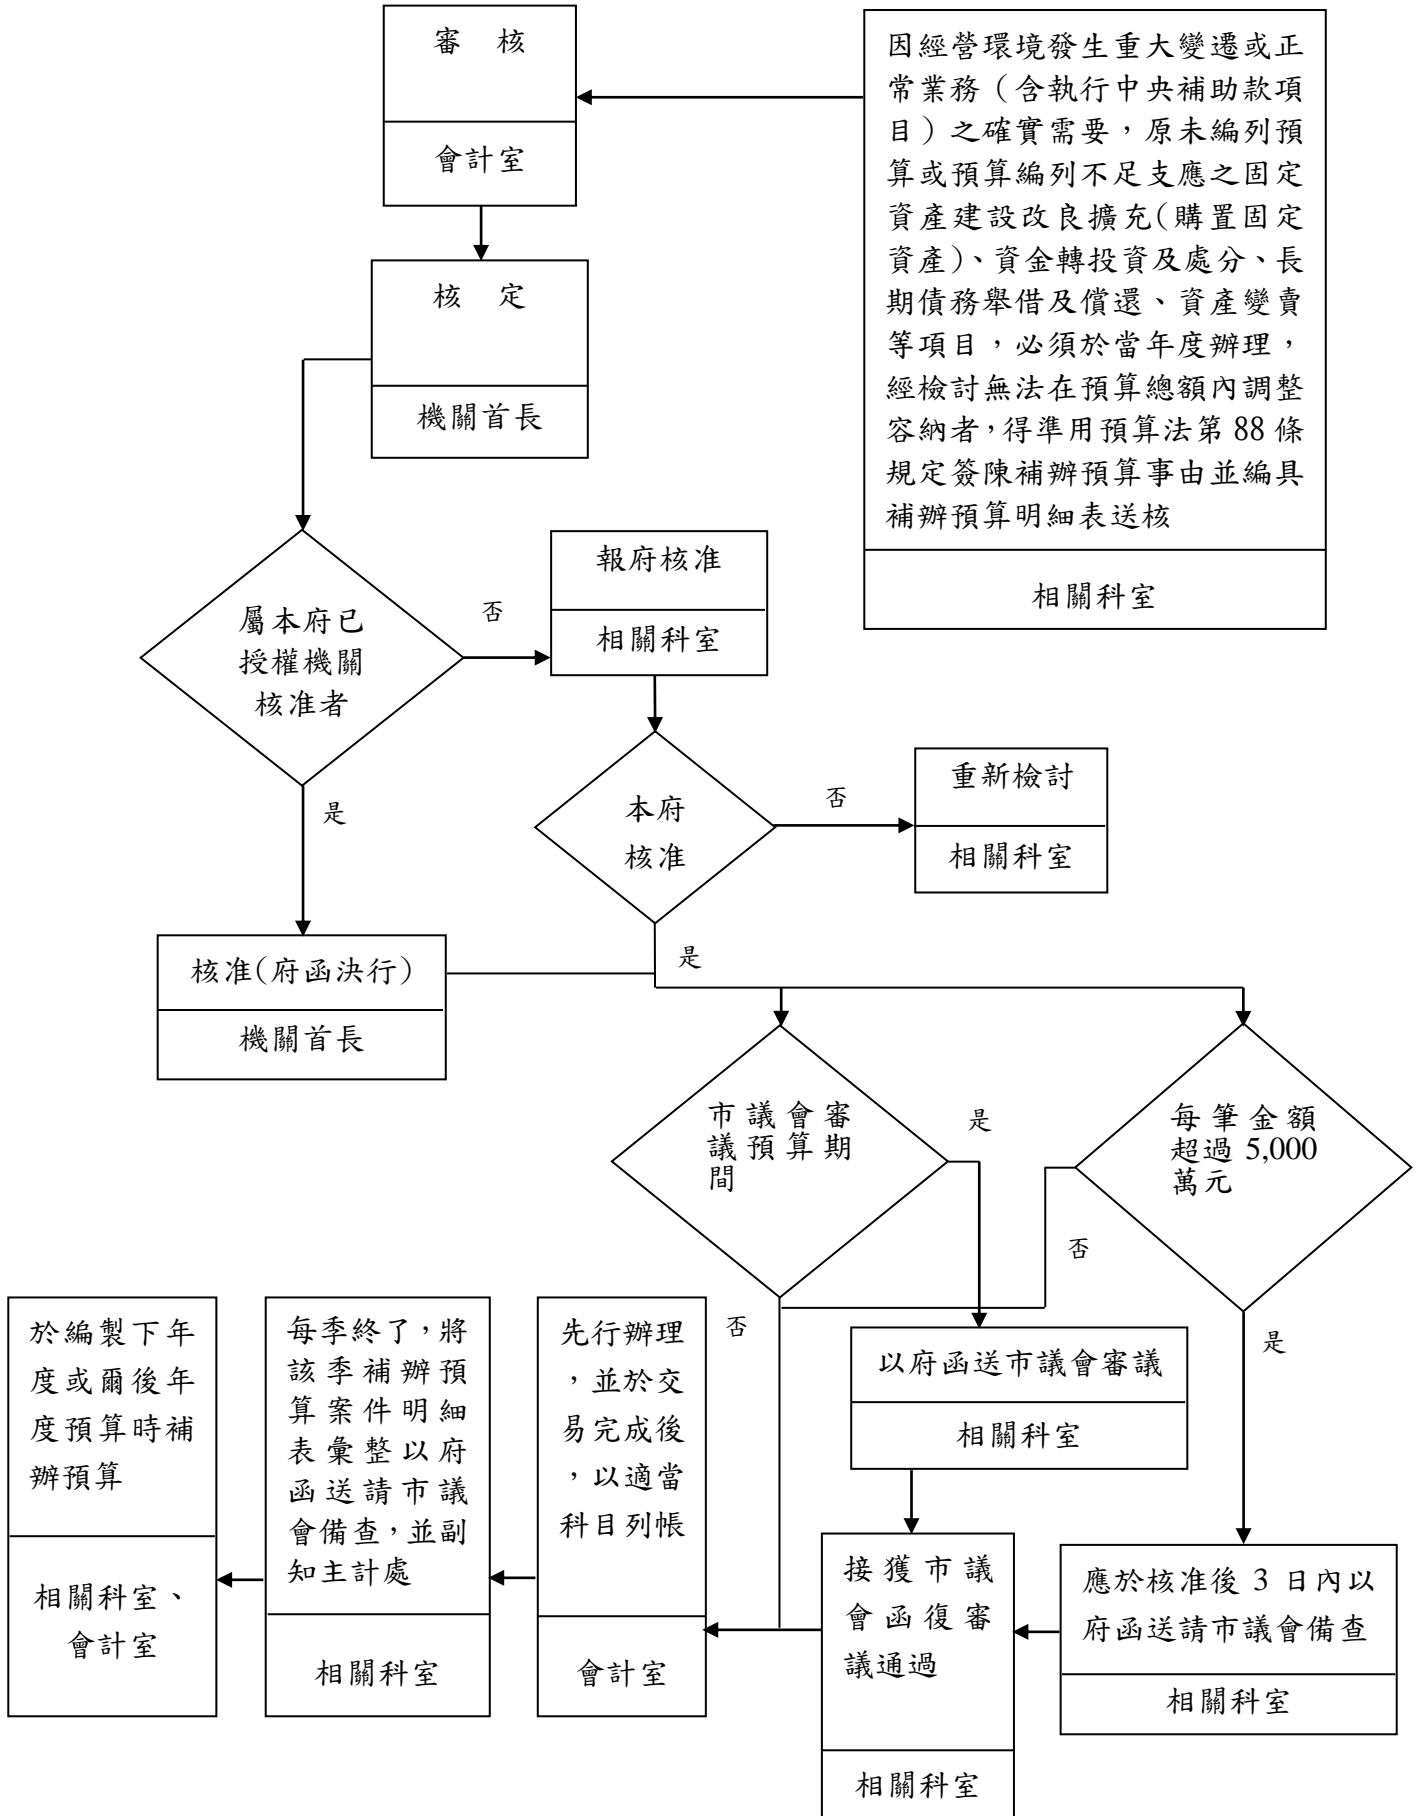 審　核
會計室
因經營環境發生重大變遷或正
常業務（含執行中央補助款項
目）之確實需要，原未編列預
算或預算編列不足支應之固定
資產建設改良擴充(購置固定
資產)、資金轉投資及處分、長
期債務舉借及償還、資產變賣
等項目，必須於當年度辦理，
經檢討無法在預算總額內調整
容納者，得準用預算法第 88 條
規定簽陳補辦預算事由並編具
補辦預算明細表送核
相關科室
核　定
機關首長
屬本府已
授權機關
核准者
否
報府核准
相關科室
是
本府
核准
否
重新檢討
相關科室
是
核准(府函決行)
機關首長
市議會審
議預算期
間
是
每筆金額
超過 5,000
萬元
否
否
是
以府函送市議會審議
相關科室
於編製下年
度或爾後年
度預算時補
辦預算
相關科室、
會計室
每季終了，將
該季補辦預
算案件明細
表彙整以府
函送請市議
會備查，並副
知主計處
相關科室
先行辦理
，並於交
易完成後
，以適當
科目列帳
會計室
接獲市議
會函復審
議通過
相關科室
應於核准後 3 日內以
府函送請市議會備查
相關科室